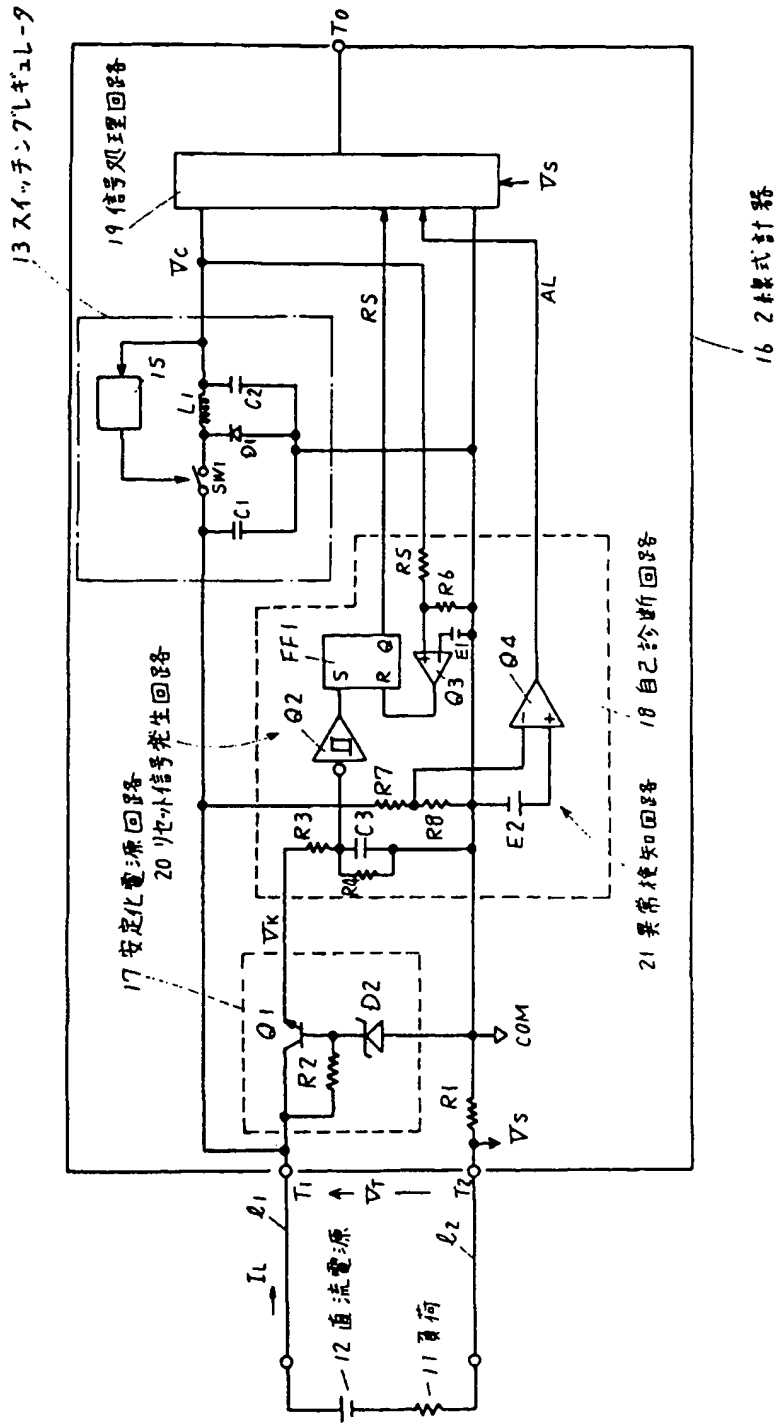 13 スイッチングレギュレータ
19 信号処理回路
T0
VS
VC
15
L1
C2
D1
SW1
C1
RS
AL
16 2線式計器
R5
R6
E1
Q3
FF1
S
R
Q
Q2
Q4
20 リセット信号発生回路
R7
R8
R3
C3
R4
E2
18 自己診断回路
21 異常検知回路
17 安定化電源回路
VK
Q1
R2
D2
COM
R1
VS
T1
VT
T2
l1
l2
IL
12 直流電源
11 負荷